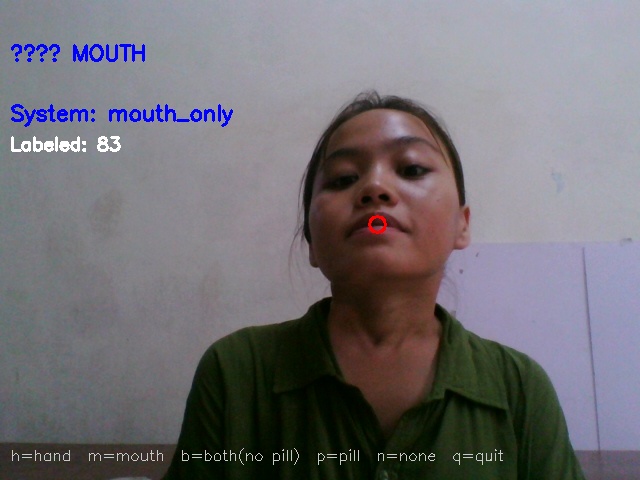 ???? MOUTH
System: mouth_only
Labeled: 83
h=hand m=mouth b=both(no pill) p=pill n=none q=quit